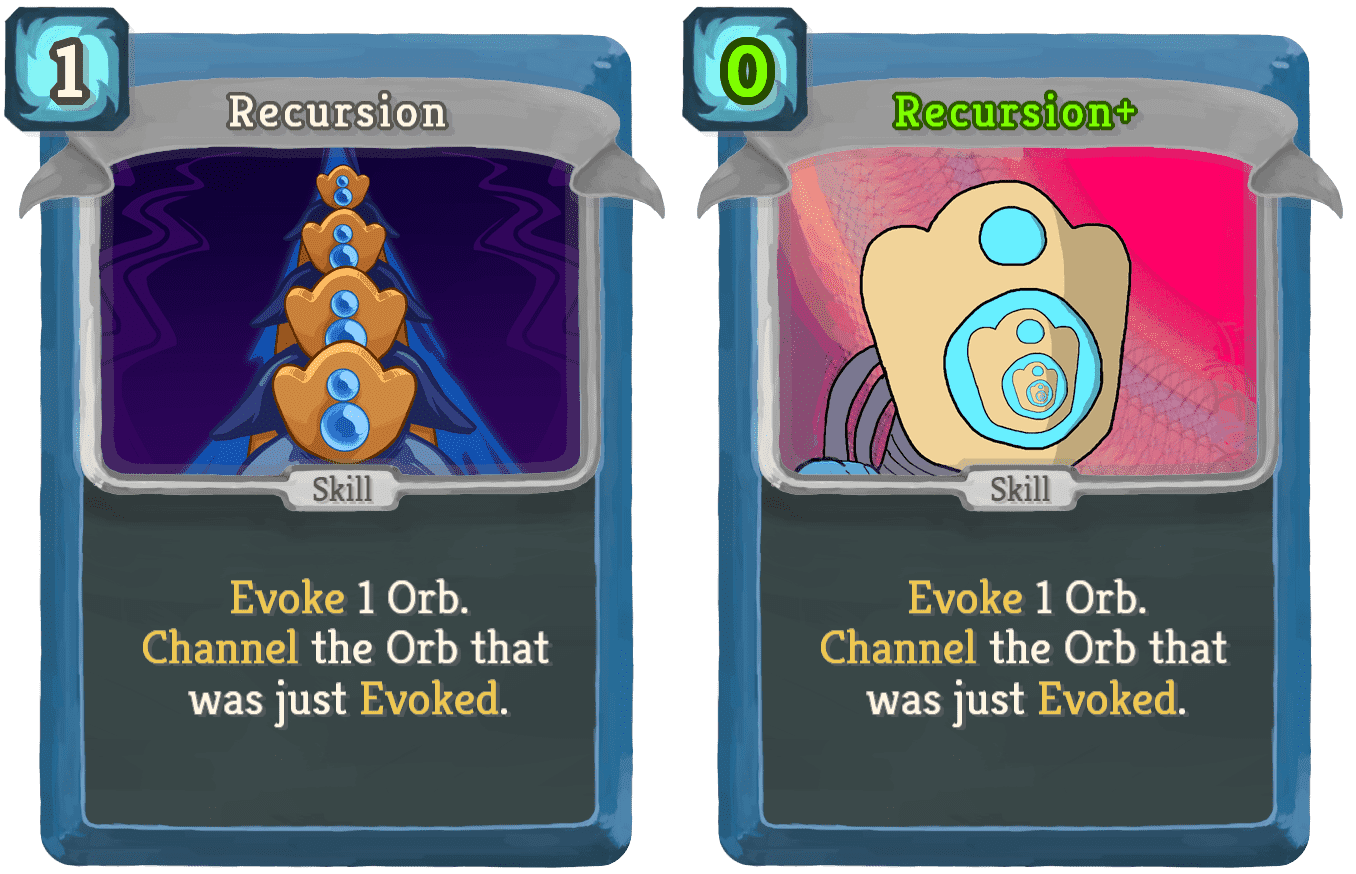 1
Recursion
Skill
Evoke 1 Orb.
Channel the Orb that
was just Evoked.
0
Recursion+
Skill
Evoke 1 Orb.
Channel the Orb that
was just Evoked.